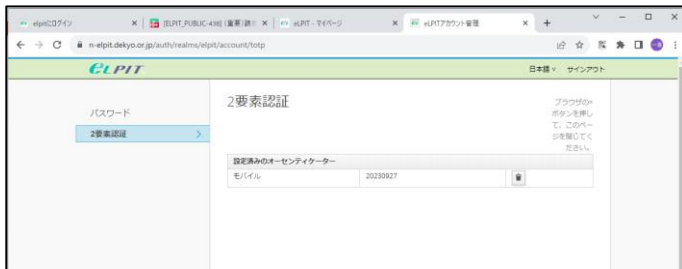 elpitにログイン
[ELPIT_PUBLIC-438] (重要)
eLPIT - マイページ
eLPITアカウント管理
n-elpit.dekyo.or.jp/auth/realms/elpit/account/totp
eLPIT
日本語 サインアウト
パスワード
2要素認証
2要素認証
ブラウザの×
ボタンを押し
て、このペー
ジを閉じてく
ださい。
設定済みのオーセンティケーター
モバイル 20230927